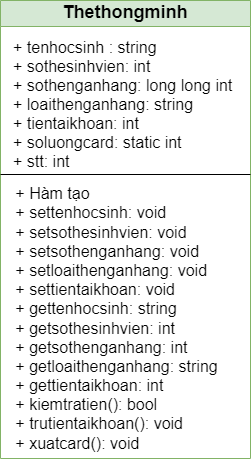 Thethongminh
+ tenhocsinh : string
+ sothesinhvien: int
+ sothenganhang: long long int
+ loaithenganhang: string
+ tientaikhoan: int
+ soluongcard: static int
+ stt: int
+ Hàm tạo
+ settenhocsinh: void
+ setsothesinhvien: void
+ setsothenganhang: void
+ setloaithenganhang: void
+ settientaikhoan: void
+ gettenhocsinh: string
+ getsothesinhvien: int
+ getsothenganhang: int
+ getloaithenganhang: string
+ gettientaikhoan: int
+ kiemtratien(): bool
+ trutientaikhoan(): void
+ xuatcard(): void